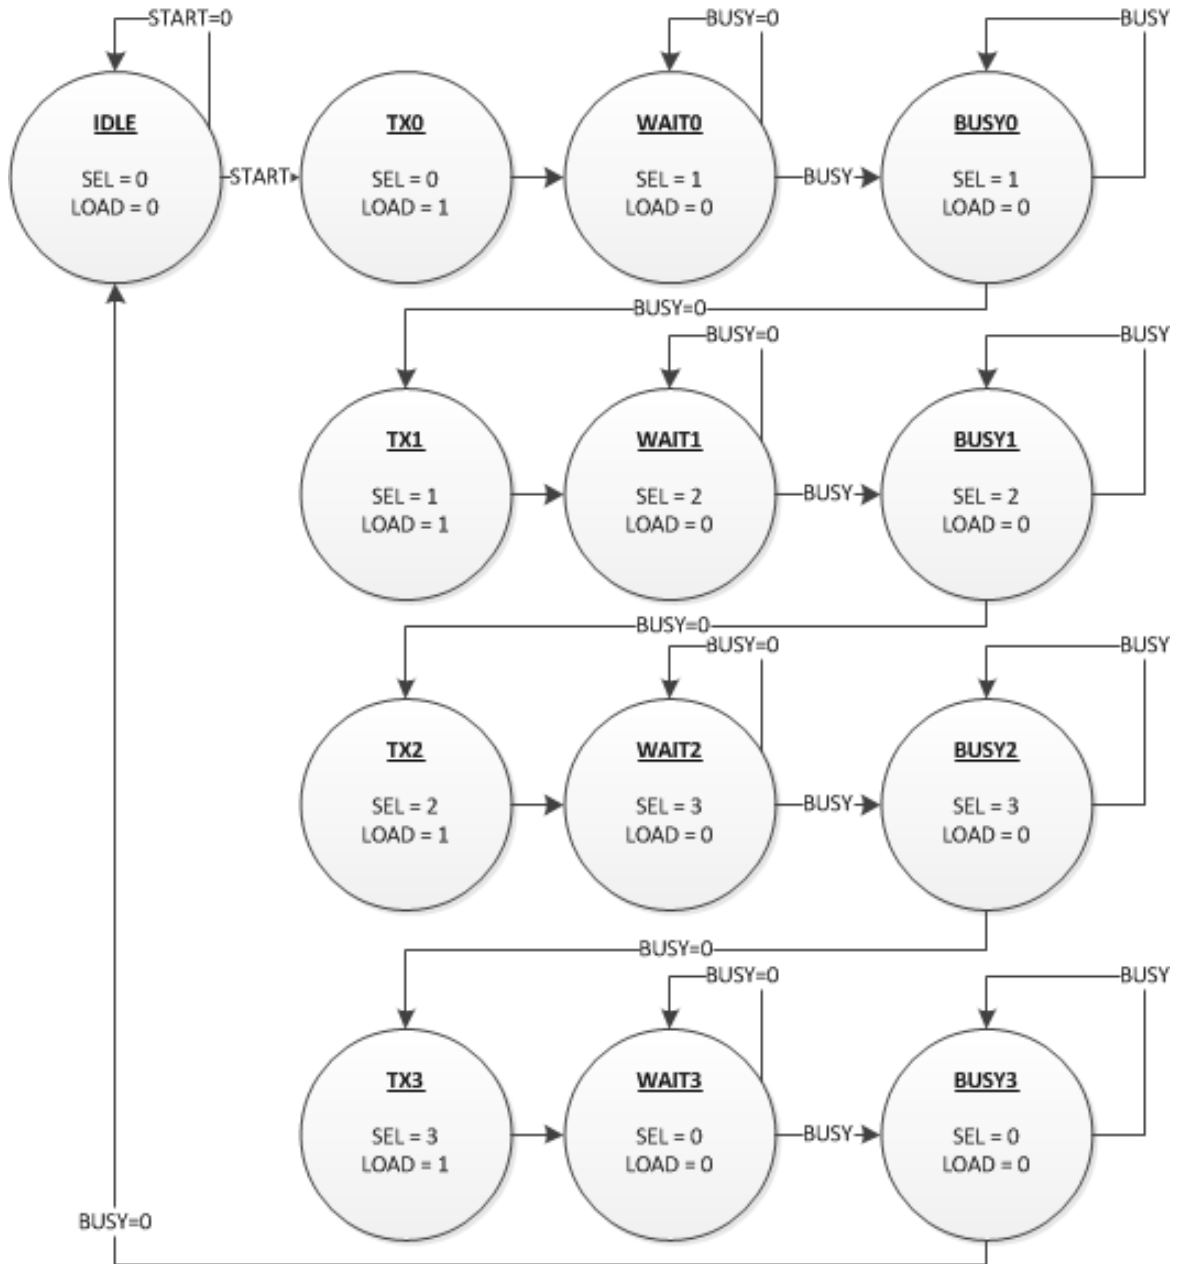 START=0
BUSY=0
BUSY
IDLE
SEL = 0
LOAD = 0
START
TX0
SEL = 0
LOAD = 1
WAIT0
SEL = 1
LOAD = 0
BUSY
BUSY0
SEL = 1
LOAD = 0
BUSY=0
BUSY=0
BUSY
TX1
SEL = 1
LOAD = 1
WAIT1
SEL = 2
LOAD = 0
BUSY
BUSY1
SEL = 2
LOAD = 0
BUSY=0
BUSY=0
BUSY
TX2
SEL = 2
LOAD = 1
WAIT2
SEL = 3
LOAD = 0
BUSY
BUSY2
SEL = 3
LOAD = 0
BUSY=0
BUSY=0
BUSY
TX3
SEL = 3
LOAD = 1
WAIT3
SEL = 0
LOAD = 0
BUSY
BUSY3
SEL = 0
LOAD = 0
BUSY=0